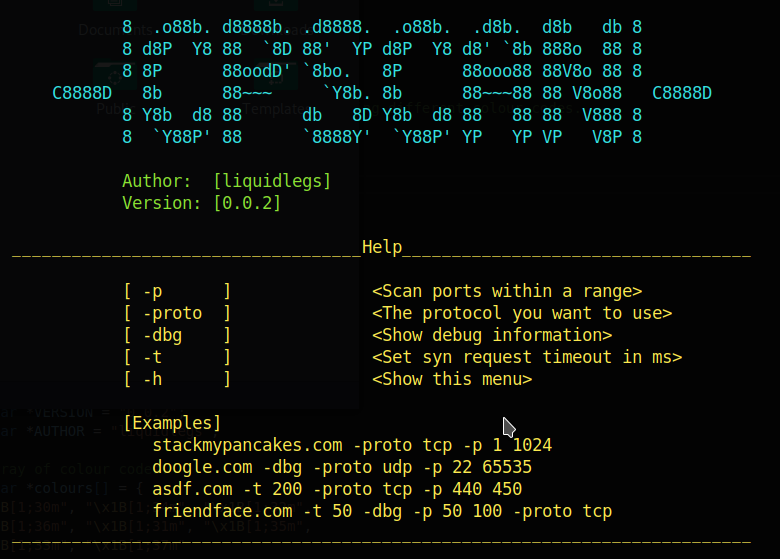 8  .o88b. d8888b. .d8888.  .o88b.  .d8b.  d8b   db 8
8 d8P  Y8 88  `8D 88'  YP d8P  Y8 d8' `8b 888o  88 8
8 8P      88oodD' `8bo.   8P      88ooo88 88V8o 88 8
C8888D   8b      88~~~     `Y8b. 8b      88~~~88 88 V8o88   C8888D
8 Y8b  d8 88      db   8D Y8b  d8 88   88 88  V888 8
8  `Y88P' 88      `8888Y'  `Y88P' YP   YP VP   V8P 8
Author:  [liquidlegs]
Version: [0.0.2]
___________________________________Help___________________________________
[ -p      ]              <Scan ports within a range>
[ -proto  ]              <The protocol you want to use>
[ -dbg    ]              <Show debug information>
[ -t      ]              <Set syn request timeout in ms>
[ -h      ]              <Show this menu>
[Examples]
stackmypancakes.com -proto tcp -p 1 1024
doogle.com -dbg -proto udp -p 22 65535
asdf.com -t 200 -proto tcp -p 440 450
friendface.com -t 50 -dbg -p 50 100 -proto tcp
__________________________________________________________________________